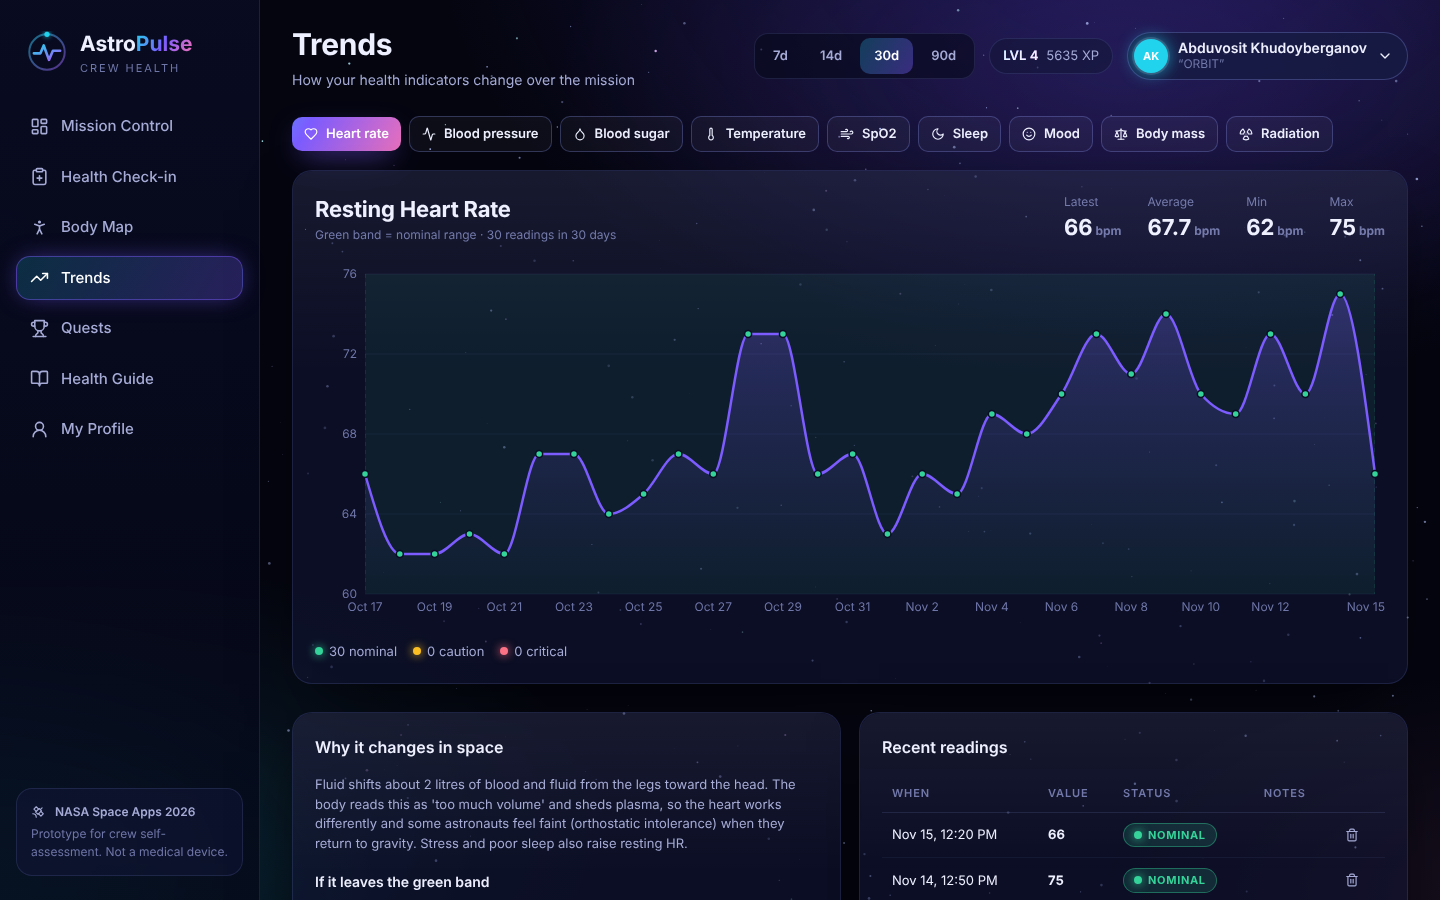 AstroPulse
CREW HEALTH
Mission Control
Health Check-in
Body Map
Trends
Quests
Health Guide
My Profile
NASA Space Apps 2026
Prototype for crew self-
assessment. Not a medical device.
Trends
How your health indicators change over the mission
7d 14d 30d 90d
LVL 4 5635 XP
AK
Abduvosit Khudoyberganov
"ORBIT"
Heart rate Blood pressure Blood sugar Temperature SpO2 Sleep Mood Body mass Radiation
Resting Heart Rate
Green band = nominal range · 30 readings in 30 days
Latest Average Min Max
66 bpm 67.7 bpm 62 bpm 75 bpm
76
72
68
64
60
Oct 17 Oct 19 Oct 21 Oct 23 Oct 25 Oct 27 Oct 29 Oct 31 Nov 2 Nov 4 Nov 6 Nov 8 Nov 10 Nov 12 Nov 15
30 nominal 0 caution 0 critical
Why it changes in space
Fluid shifts about 2 litres of blood and fluid from the legs toward the head. The
body reads this as 'too much volume' and sheds plasma, so the heart works
differently and some astronauts feel faint (orthostatic intolerance) when they
return to gravity. Stress and poor sleep also raise resting HR.
If it leaves the green band
Recent readings
WHEN VALUE STATUS NOTES
Nov 15, 12:20 PM 66 NOMINAL
Nov 14, 12:50 PM 75 NOMINAL